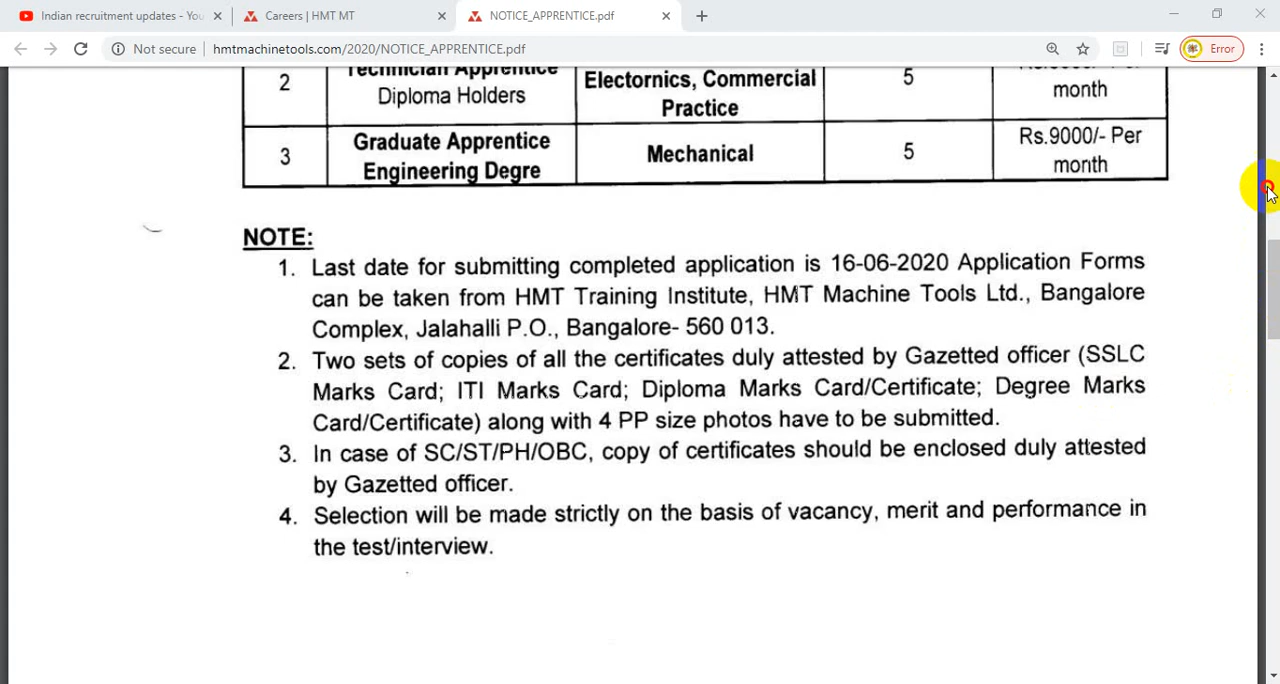 Indian recruitment updates - You
Careers | HMT MT
NOTICE_APPRENTICE.pdf
Not secure
hmtmachinetools.com/2020/NOTICE_APPRENTICE.pdf
Error
2
Technician Apprentice
Diploma Holders
Electornics, Commercial
Practice
5
Per
month
3
Graduate Apprentice
Engineering Degre
Mechanical
5
Rs.9000/- Per
month
NOTE:
1. Last date for submitting completed application is 16-06-2020 Application Forms
can be taken from HMT Training Institute, HMT Machine Tools Ltd., Bangalore
Complex, Jalahalli P.O., Bangalore- 560 013.
2. Two sets of copies of all the certificates duly attested by Gazetted officer (SSLC
Marks Card; ITI Marks Card; Diploma Marks Card/Certificate; Degree Marks
Card/Certificate) along with 4 PP size photos have to be submitted.
3. In case of SC/ST/PH/OBC, copy of certificates should be enclosed duly attested
by Gazetted officer.
4. Selection will be made strictly on the basis of vacancy, merit and performance in
the test/interview.